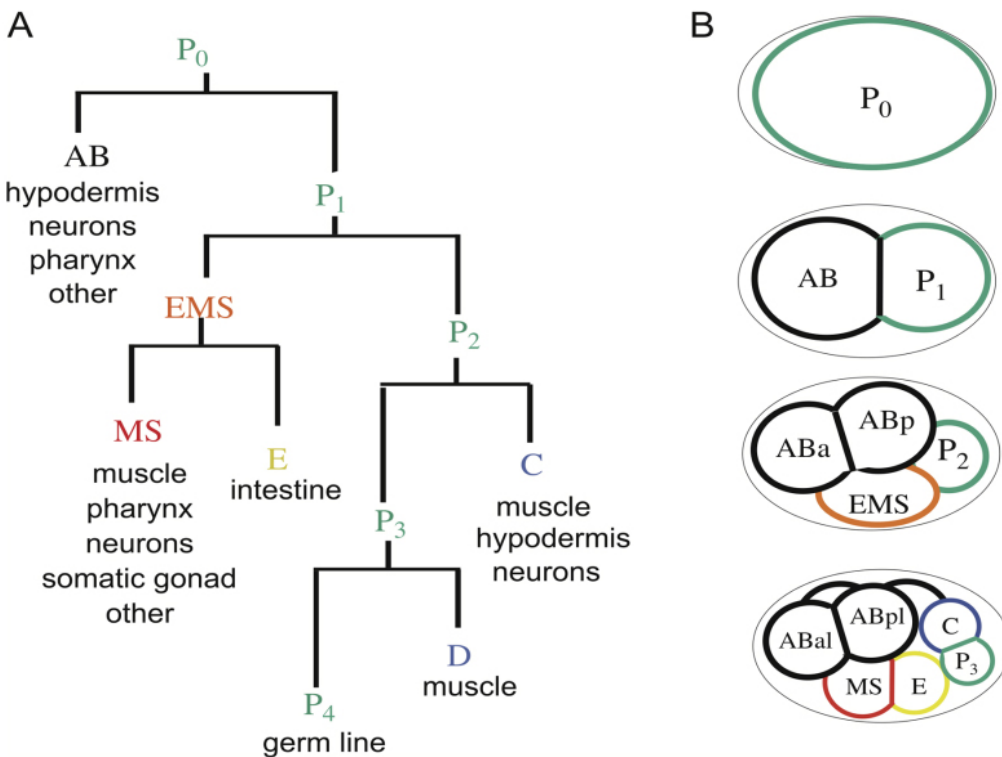 A
P₀
AB
hypodermis
neurons
pharynx
other
P₁
EMS
P₂
MS
muscle
pharynx
neurons
somatic gonad
other
E
intestine
C
muscle
hypodermis
neurons
P₃
D
muscle
P₄
germ line
B
P₀
AB P₁
ABa ABp P₂
EMS
ABal ABpl C
P₃
MS E